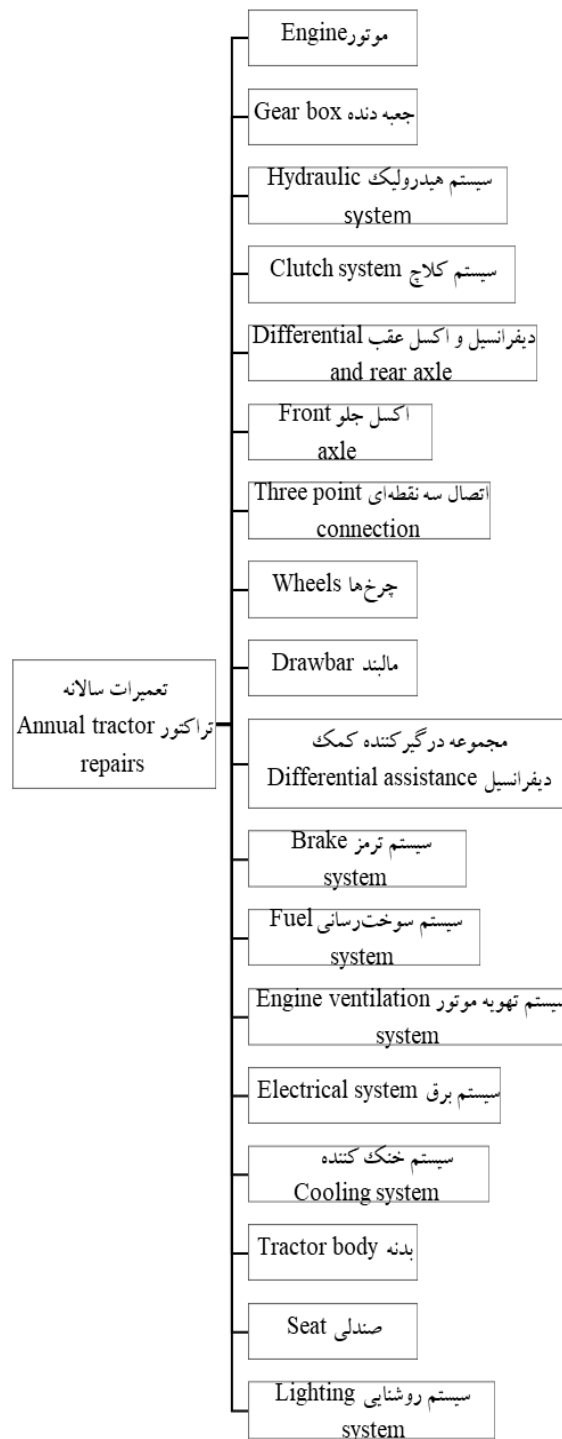 موتور Engine
جعبه دنده Gear box
سیستم هیدرولیک Hydraulic
system
سیستم کلاچ Clutch system
دیفرانسیل و اکسل عقب Differential
and rear axle
اکسل جلو Front
axle
اتصال سه نقطه‌ای Three point
connection
چرخ‌ها Wheels
مالبند Drawbar
تعمیرات سالانه
تراکتور Annual tractor
repairs
مجموعه درگیرکننده کمک
دیفرانسیل Differential assistance
سیستم ترمز Brake
system
سیستم سوخت‌رسانی Fuel
system
سیستم تهویه موتور Engine ventilation
system
سیستم برق Electrical system
سیستم خنک کننده
Cooling system
بدنه Tractor body
صندلی Seat
سیستم روشنایی Lighting
system